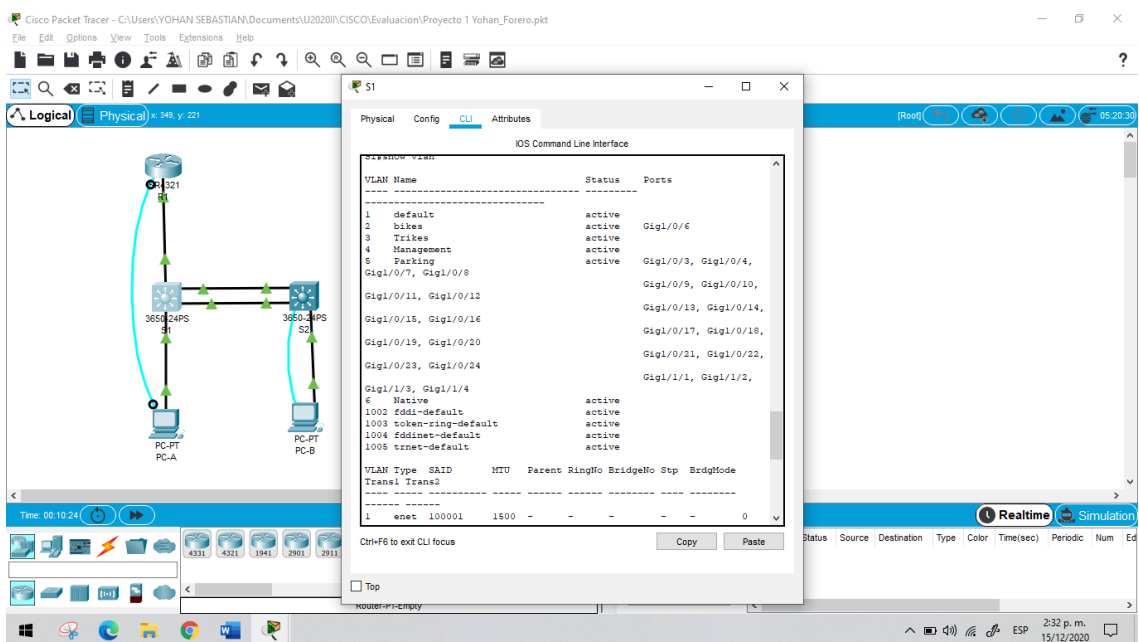 Cisco Packet Tracer - C:\Users\YOHAN SEBASTIAN\Documents\U2020II\CISCO\Evaluacion\Proyecto 1 Yohan_Forero.pkt
File Edit Options View Tools Extensions Help
Logical Physical x: 349, y: 221
[Root] 05:20:30
R1
3650-24PS
S1
3650-24PS
S2
PC-PT
PC-A
PC-PT
PC-B
S1
Physical Config CLI Attributes
IOS Command Line Interface
S1#show vlan
VLAN Name Status Ports
---- -------------------------------- --------- -------------------------------
1 default active
2 bikes active Gig1/0/6
3 Trikes active
4 Management active
5 Parking active Gig1/0/3, Gig1/0/4,
Gig1/0/7, Gig1/0/8
Gig1/0/9, Gig1/0/10,
Gig1/0/11, Gig1/0/12
Gig1/0/13, Gig1/0/14,
Gig1/0/15, Gig1/0/16
Gig1/0/17, Gig1/0/18,
Gig1/0/19, Gig1/0/20
Gig1/0/21, Gig1/0/22,
Gig1/0/23, Gig1/0/24
Gig1/1/1, Gig1/1/2,
Gig1/1/3, Gig1/1/4
6 Native active
1002 fddi-default active
1003 token-ring-default active
1004 fddinet-default active
1005 trnet-default active
VLAN Type SAID MTU Parent RingNo BridgeNo Stp BrdgMode
Trans1 Trans2
---- ----- ---------- ----- ------ ------ -------- ---- --------
------ ------
1 enet 100001 1500 - - - - - 0
Ctrl+F6 to exit CLI focus
Copy Paste
Top
Time: 00:10:24
Realtime Simulation
4331 4321 1941 2901 2911
Status Source Destination Type Color Time(sec) Periodic Num Ed
Router-PT-Empty
ESP
2:32 p. m.
15/12/2020